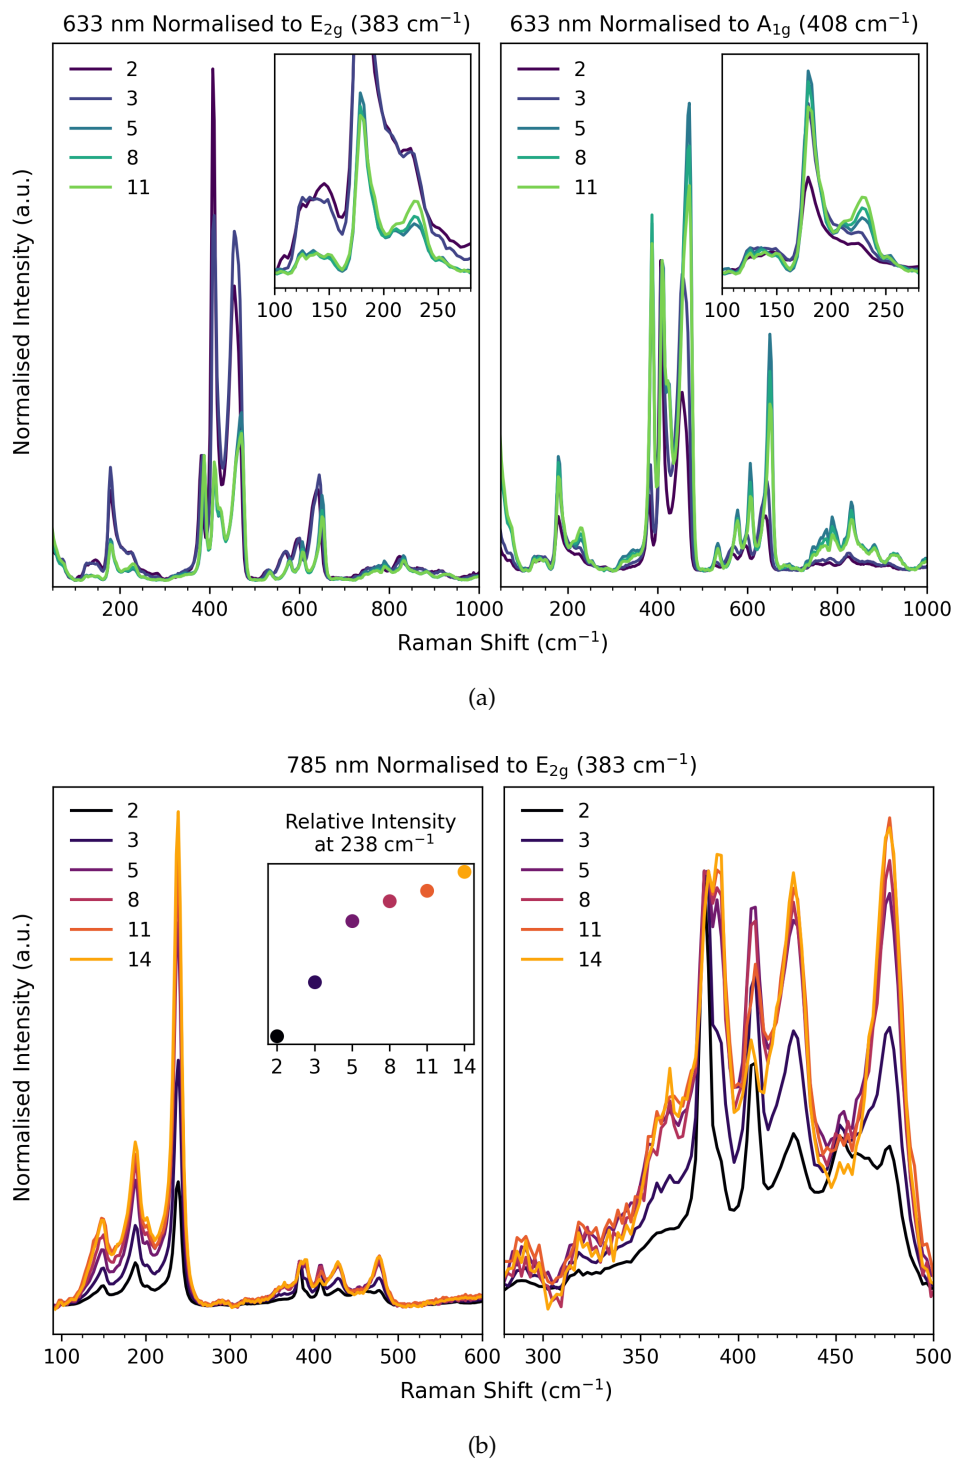 633 nm Normalised to E2g (383 cm−1)
633 nm Normalised to A1g (408 cm−1)
Normalised Intensity (a.u.)
2
3
5
8
11
100 150 200 250
200 400 600 800 1000
2
3
5
8
11
100 150 200 250
200 400 600 800 1000
Raman Shift (cm−1)
(a)
785 nm Normalised to E2g (383 cm−1)
Normalised Intensity (a.u.)
2
3
5
8
11
14
Relative Intensity
at 238 cm−1
2 3 5 8 11 14
100 200 300 400 500 600
2
3
5
8
11
14
300 350 400 450 500
Raman Shift (cm−1)
(b)